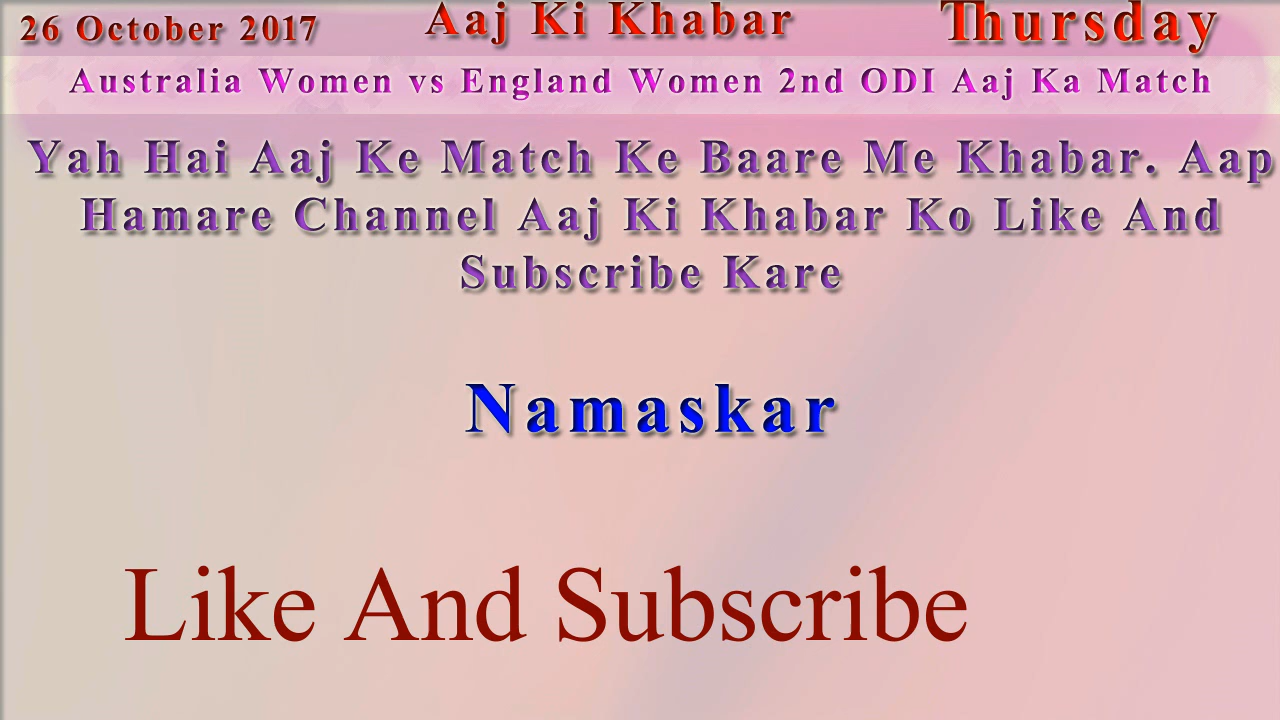 26 October 2017 Aaj Ki Khabar Thursday
Australia Women vs England Women 2nd ODI Aaj Ka Match
Yah Hai Aaj Ke Match Ke Baare Me Khabar. Aap
Hamare Channel Aaj Ki Khabar Ko Like And
Subscribe Kare
Namaskar
Like And Subscribe